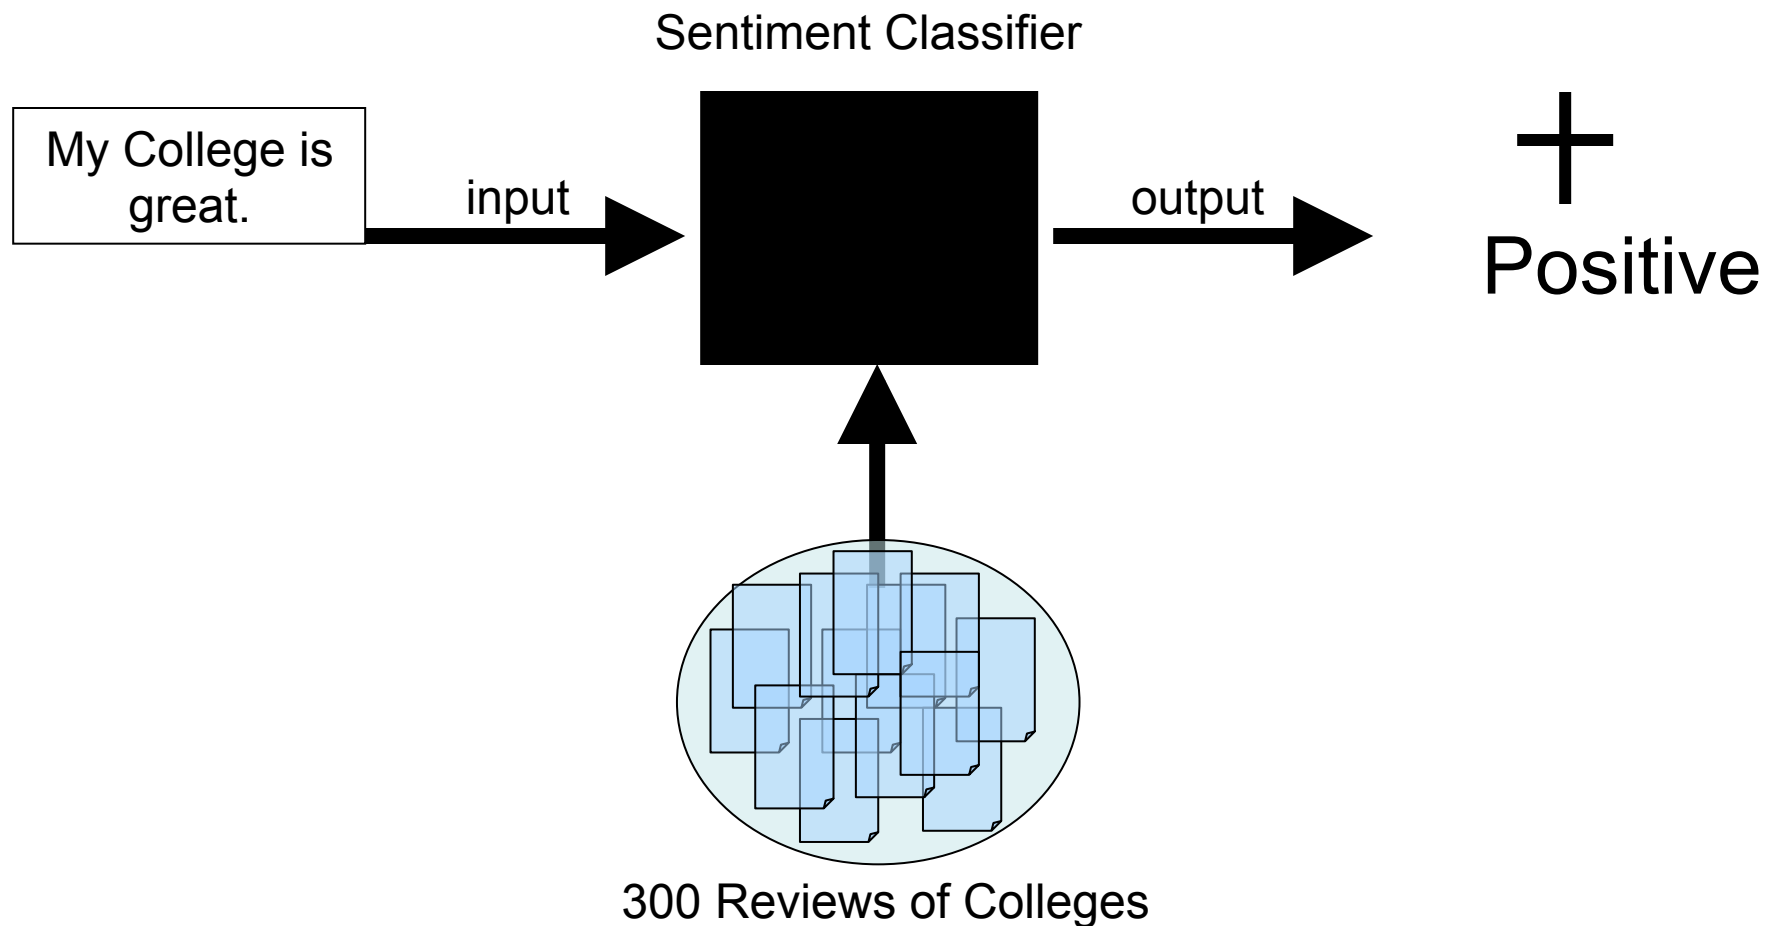 Sentiment Classifier
My College is
great.
input
output
Positive
300 Reviews of Colleges